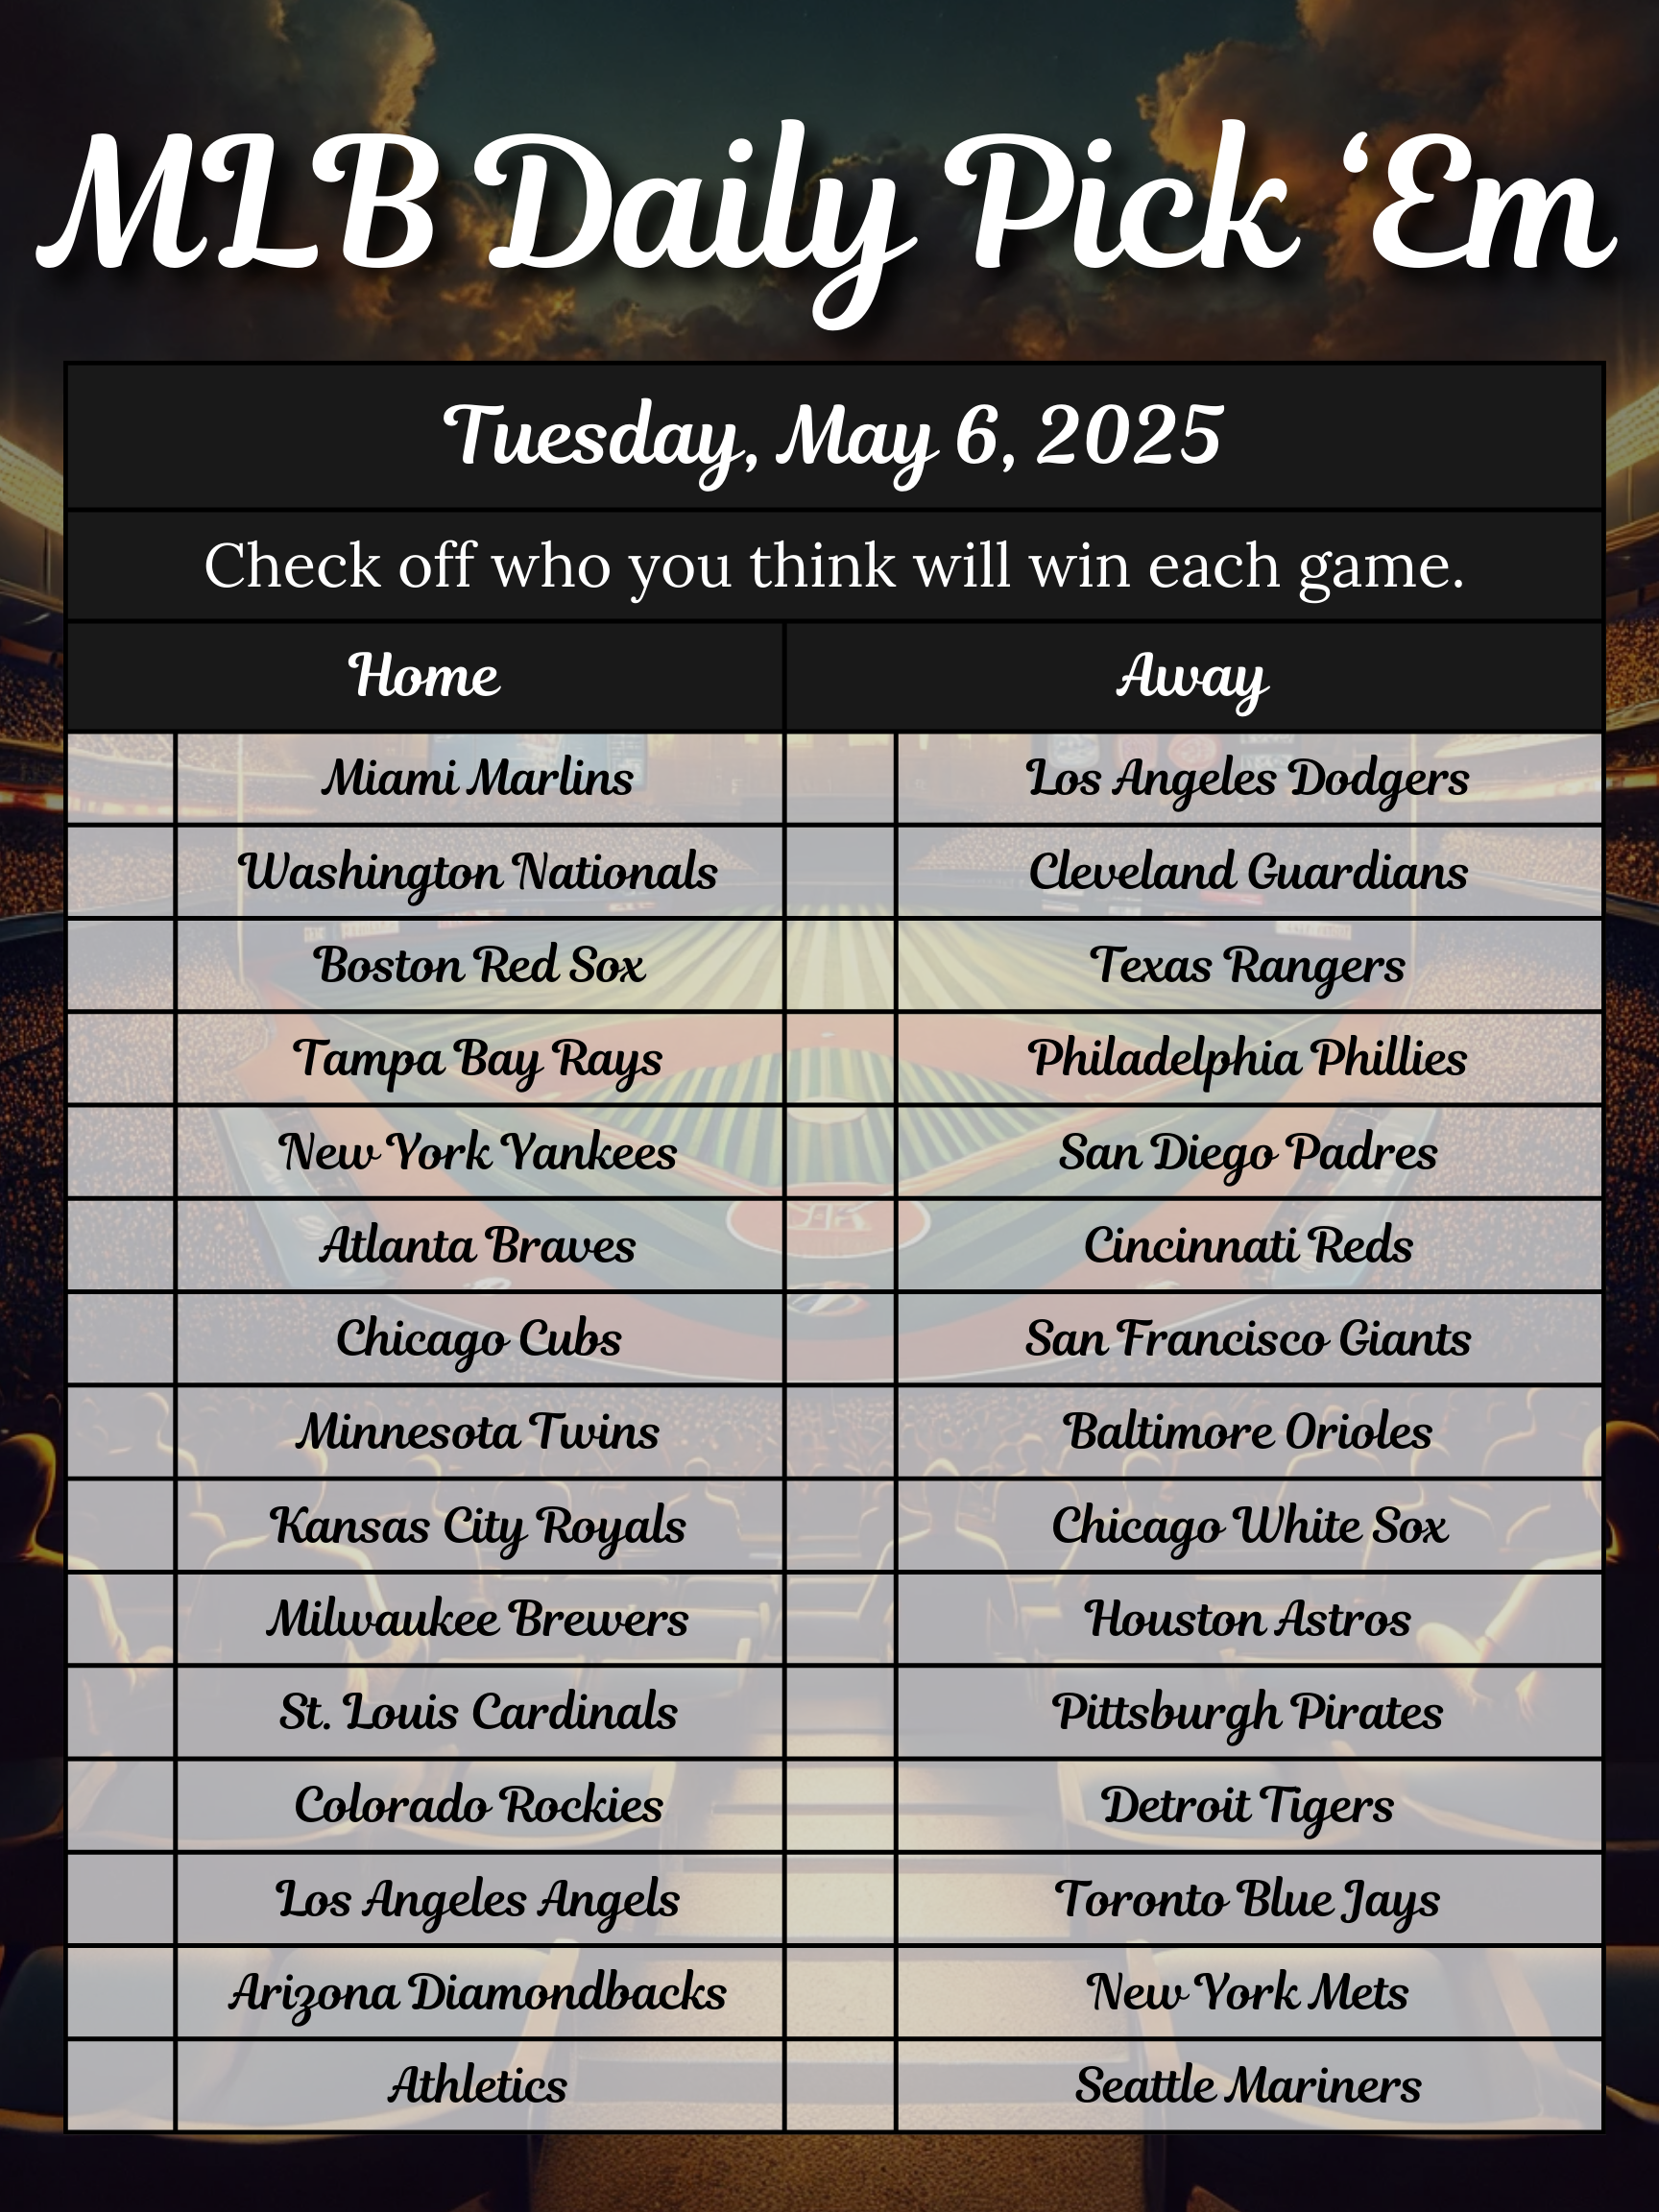 MLB Daily Pick ‘Em
Tuesday, May 6, 2025
Check off who you think will win each game.
Home Away
Miami Marlins Los Angeles Dodgers
Washington Nationals Cleveland Guardians
Boston Red Sox Texas Rangers
Tampa Bay Rays Philadelphia Phillies
New York Yankees San Diego Padres
Atlanta Braves Cincinnati Reds
Chicago Cubs San Francisco Giants
Minnesota Twins Baltimore Orioles
Kansas City Royals Chicago White Sox
Milwaukee Brewers Houston Astros
St. Louis Cardinals Pittsburgh Pirates
Colorado Rockies Detroit Tigers
Los Angeles Angels Toronto Blue Jays
Arizona Diamondbacks New York Mets
Athletics Seattle Mariners